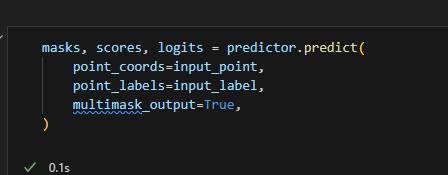 masks, scores, logits = predictor.predict(
    point_coords=input_point,
    point_labels=input_label,
    multimask_output=True,
)
0.1s